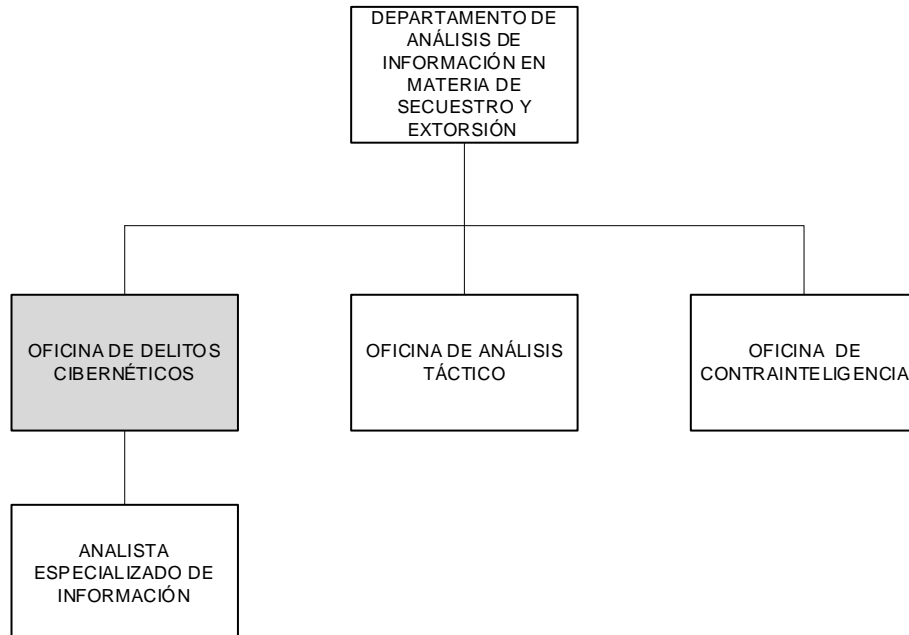 DEPARTAMENTO DE
ANÁLISIS DE
INFORMACIÓN EN
MATERIA DE
SECUESTRO Y
EXTORSIÓN
OFICINA DE DELITOS
CIBERNÉTICOS
OFICINA DE ANÁLISIS
TÁCTICO
OFICINA DE
CONTRAINTELIGENCIA
ANALISTA
ESPECIALIZADO DE
INFORMACIÓN